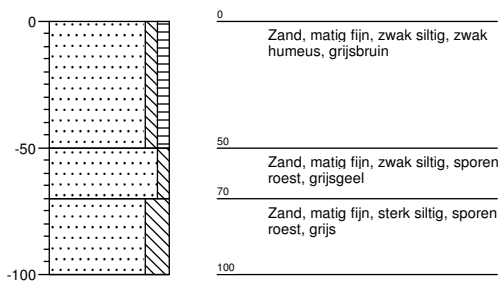 0
0
Zand, matig fijn, zwak siltig, zwak
humeus, grijsbruin
-50
50
Zand, matig fijn, zwak siltig, sporen
roest, grijsgeel
70
Zand, matig fijn, sterk siltig, sporen
roest, grijs
-100
100